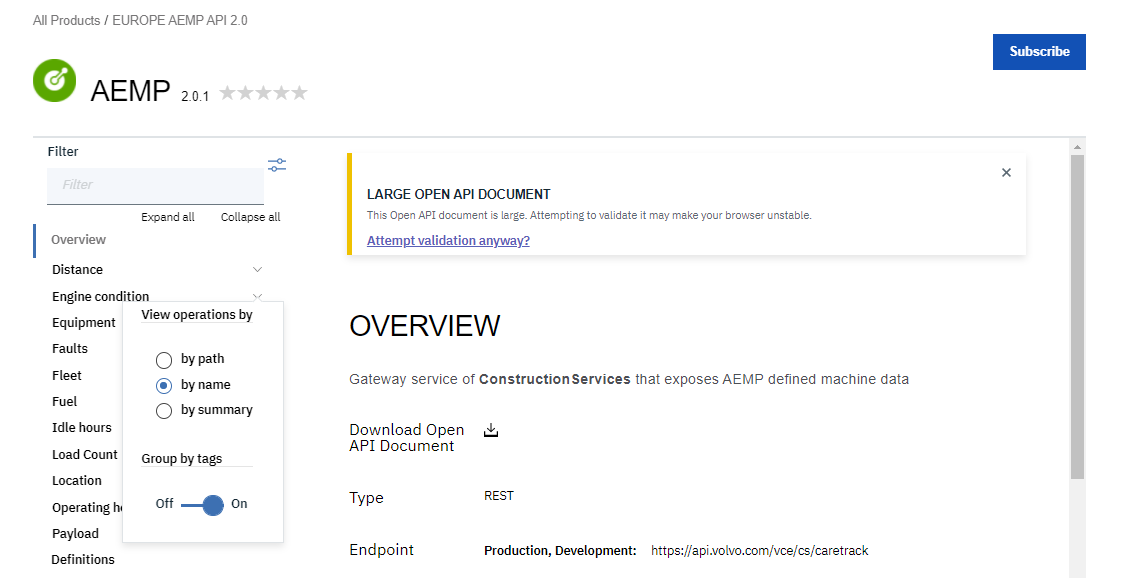 All Products / EUROPE AEMP API 2.0
Subscribe
AEMP 2.0.1
Filter
Filter
Expand all Collapse all
Overview
Distance
Engine condition
Equipment
Faults
Fleet
Fuel
Idle hours
Load Count
Location
Operating
Payload
Definitions
View operations by
by path
by name
by summary
Group by tags
Off On
LARGE OPEN API DOCUMENT
This Open API document is large. Attempting to validate it may make your browser unstable.
Attempt validation anyway?
OVERVIEW
Gateway service of ConstructionServices that exposes AEMP defined machine data
Download Open
API Document
Type REST
Endpoint Production, Development: https://api.volvo.com/vce/cs/caretrack